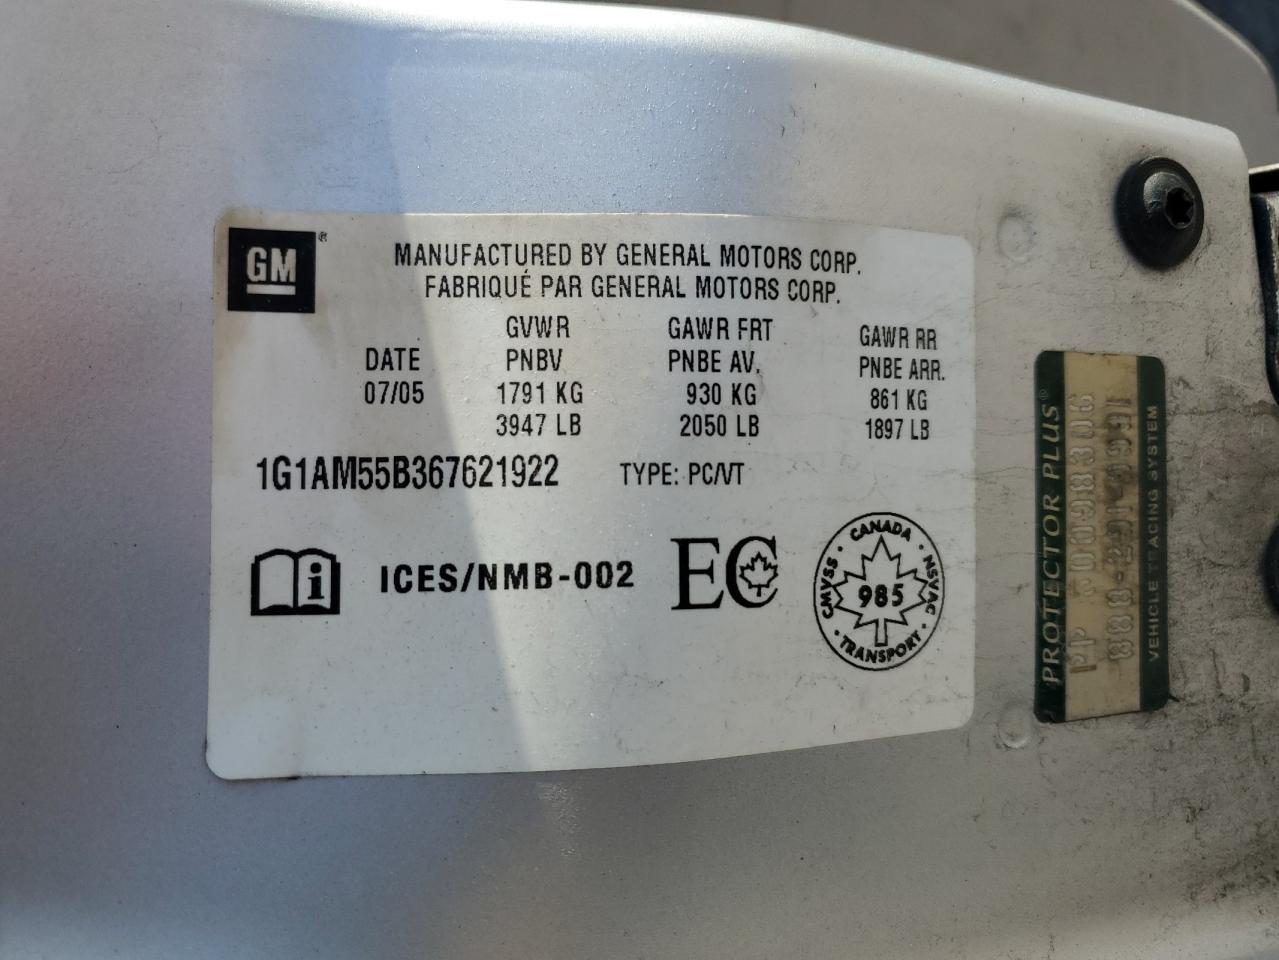 GM®
MANUFACTURED BY GENERAL MOTORS CORP.
FABRIQUÉ PAR GENERAL MOTORS CORP.
GVWR GAWR FRT GAWR RR
DATE PNBV PNBE AV. PNBE ARR.
07/05 1791 KG 930 KG 861 KG
3947 LB 2050 LB 1897 LB
1G1AM55B367621922 TYPE: PC/VT
i ICES/NMB-002 EC
CANADA
CMVSS 985 NSVAC
TRANSPORT
PROTECTOR PLUS®
PP
VEHICLE TRACING SYSTEM